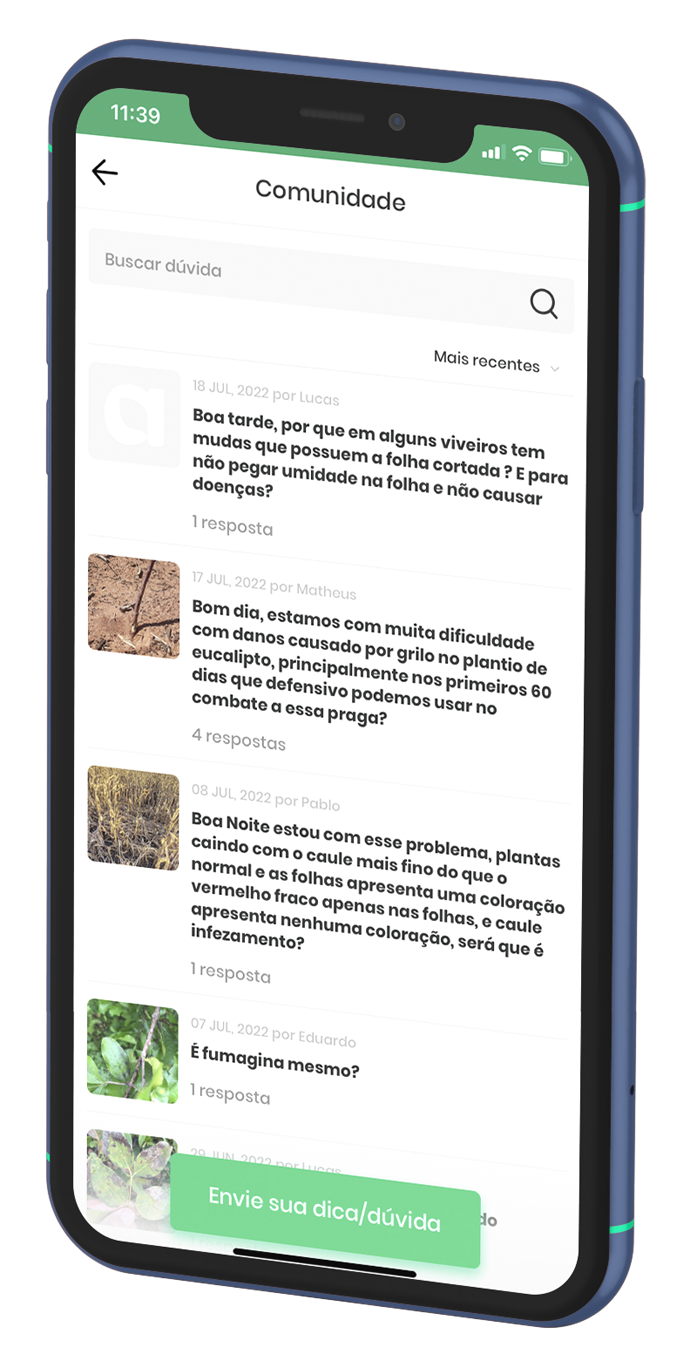 11:39
Comunidade
Buscar dúvida
Mais recentes
a
18 JUL, 2022 por Lucas
Boa tarde, por que em alguns viveiros tem
mudas que possuem a folha cortada ? E para
não pegar umidade na folha e não causar
doenças?
1 resposta
17 JUL, 2022 por Matheus
Bom dia, estamos com muita dificuldade
com danos causado por grilo no plantio de
eucalipto, principalmente nos primeiros 60
dias que defensivo podemos usar no
combate a essa praga?
4 respostas
08 JUL, 2022 por Pablo
Boa Noite estou com esse problema, plantas
caindo com o caule mais fino do que o
normal e as folhas apresenta uma coloração
vermelho fraco apenas nas folhas, e caule
apresenta nenhuma coloração, será que é
infezamento?
1 resposta
07 JUL, 2022 por Eduardo
É fumagina mesmo?
1 resposta
29 JUN, 2022 por Lucas
do
Envie sua dica/dúvida